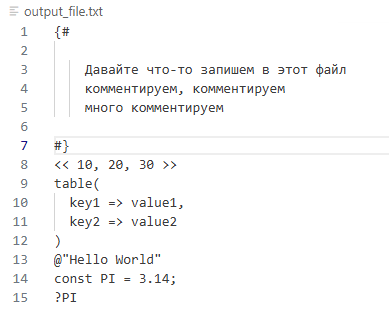 output_file.txt
1 {#
2
3 Давайте что-то запишем в этот файл
4 комментируем, комментируем
5 много комментируем
6
7 #}
8 << 10, 20, 30 >>
9 table(
10 key1 => value1,
11 key2 => value2
12 )
13 @"Hello World"
14 const PI = 3.14;
15 ?PI